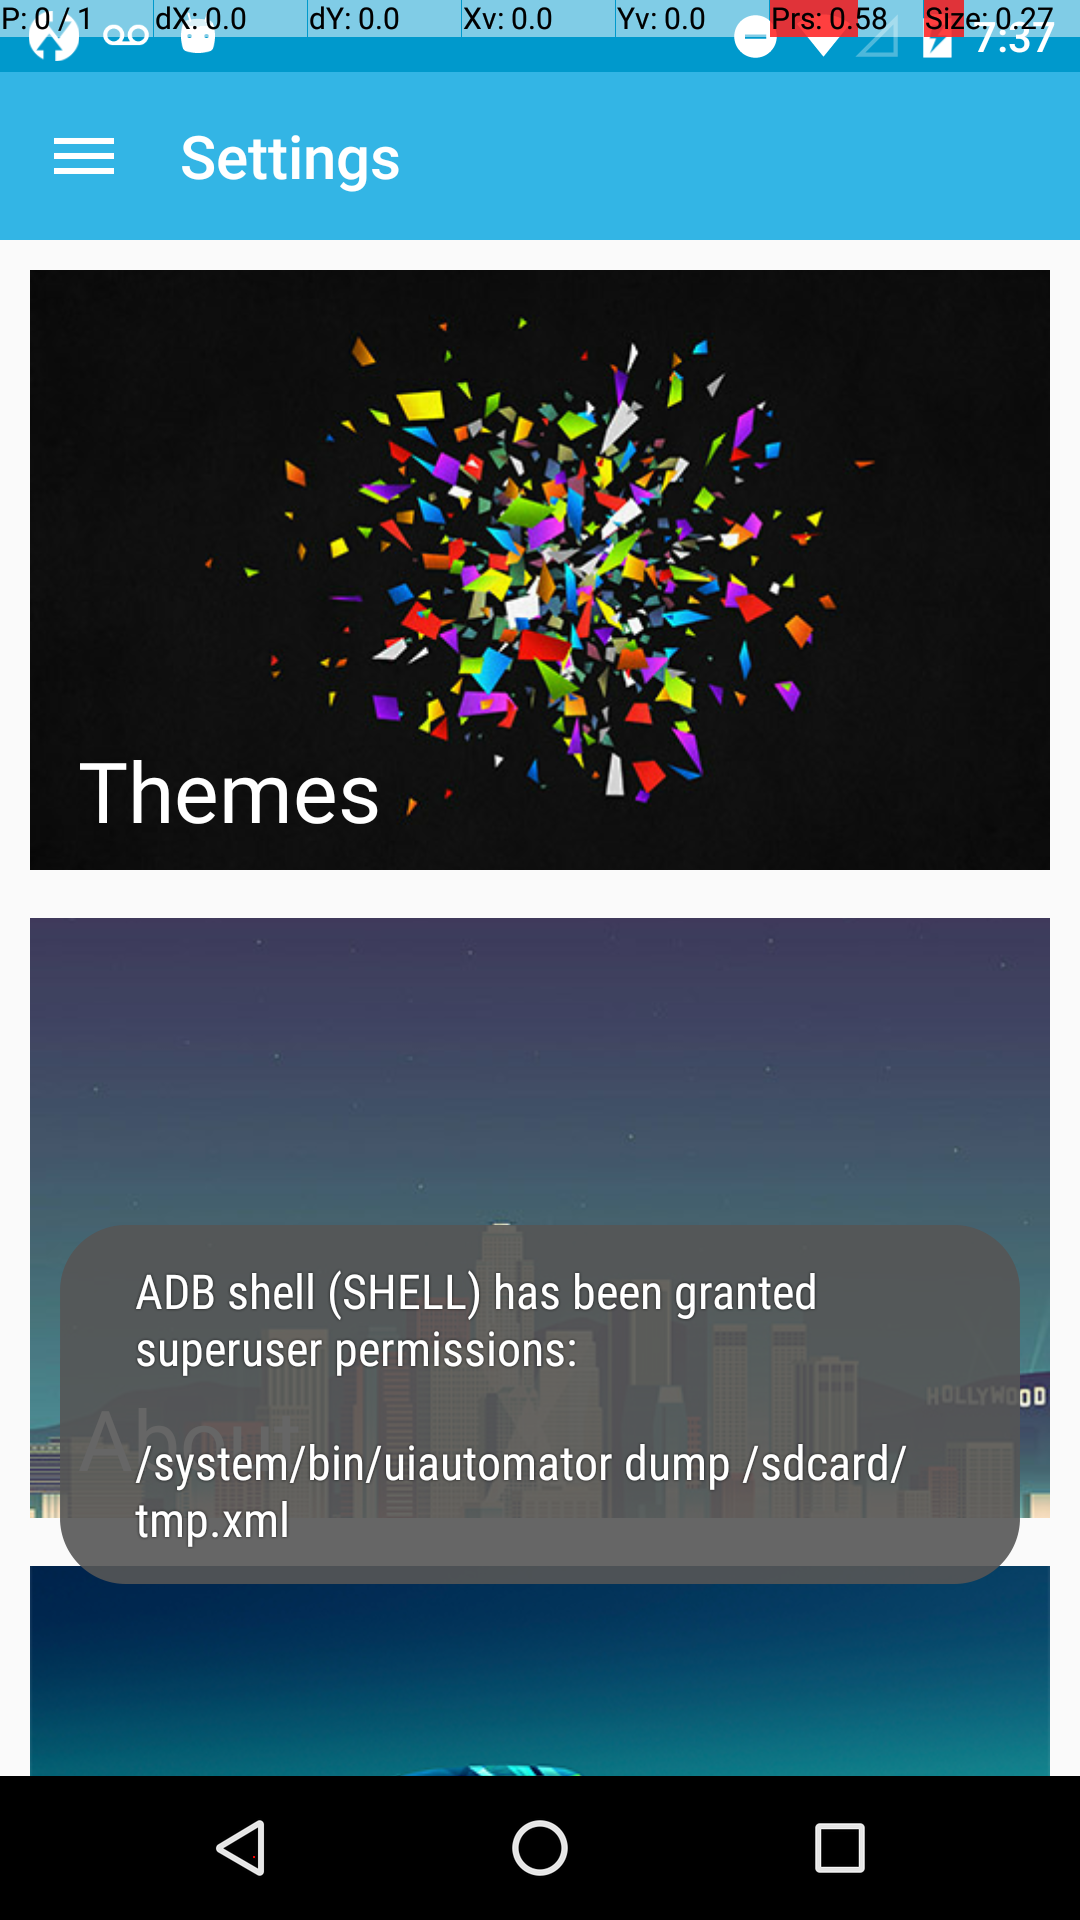 P: 0 / 1 dX: 0.0 dY: 0.0 Xv: 0.0 Yv: 0.0 Prs: 0.58 Size: 0.27
7:37
Settings
Themes
ADB shell (SHELL) has been granted
superuser permissions:
HOLLYWOOD
About
/system/bin/uiautomator dump /sdcard/
tmp.xml